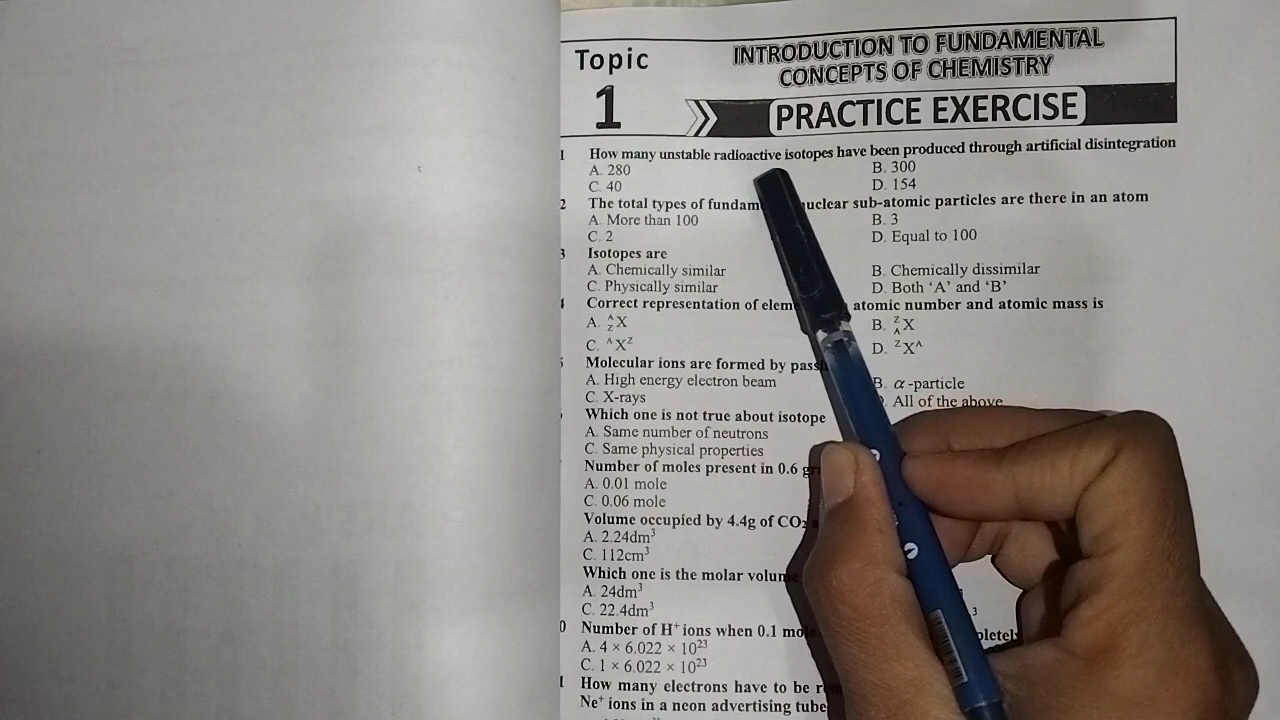 Topic
1
INTRODUCTION TO FUNDAMENTAL
CONCEPTS OF CHEMISTRY
PRACTICE EXERCISE
1 How many unstable radioactive isotopes have been produced through artificial disintegration
A. 280 B. 300
C. 40 D. 154
2 The total types of nuclear sub-atomic particles are there in an atom
A. More than 100 B. 3
C. 2 D. Equal to 100
3 Isotopes are
A. Chemically similar B. Chemically dissimilar
C. Physically similar D. Both ‘A’ and ‘B’
Correct representation of atomic number and atomic mass is
A. ᴬ_ZX B. ᶻ_AX
C. ᴬXᶻ D. ᶻXᴬ
Molecular ions are formed by
A. High energy electron beam B. α-particle
C. X-rays All of the above
Which one is not true about isotope
A. Same number of neutrons
C. Same physical properties
Number of moles present in 0.6
A. 0.01 mole
C. 0.06 mole
Volume occupied by 4.4g of CO₂
A. 2.24dm³
C. 112cm³
Which one is the molar
A. 24dm³
C. 22.4dm³
0 Number of H⁺ ions when 0.1
A. 4 × 6.022 × 10²³
C. 1 × 6.022 × 10²³
1 How many electrons have to be
Ne⁺ ions in a neon advertising tube